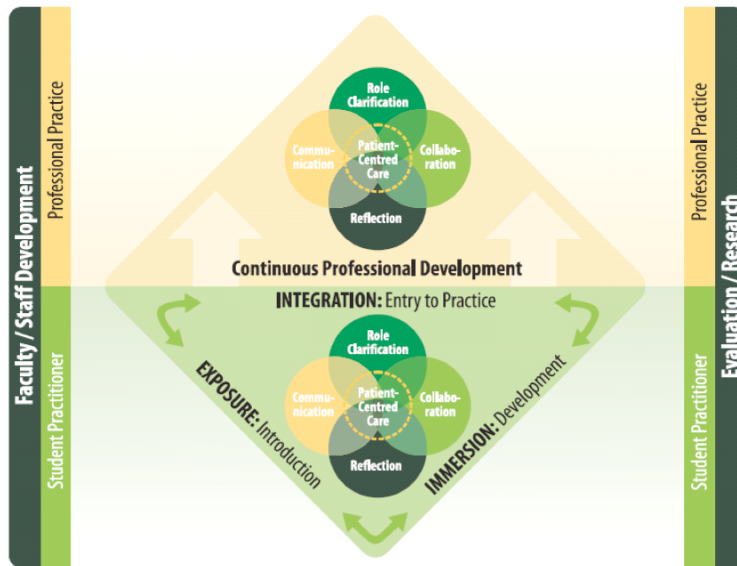 Faculty / Staff Development
Professional Practice
Student Practitioner
Role
Clarification
Commu-
nication
Patient-
Centred
Care
Collabo-
ration
Reflection
Continuous Professional Development
INTEGRATION: Entry to Practice
Role
Clarification
Commu-
nication
Patient-
Centred
Care
Collabo-
ration
Reflection
EXPOSURE: Introduction
IMMERSION: Development
Professional Practice
Student Practitioner
Evaluation / Research